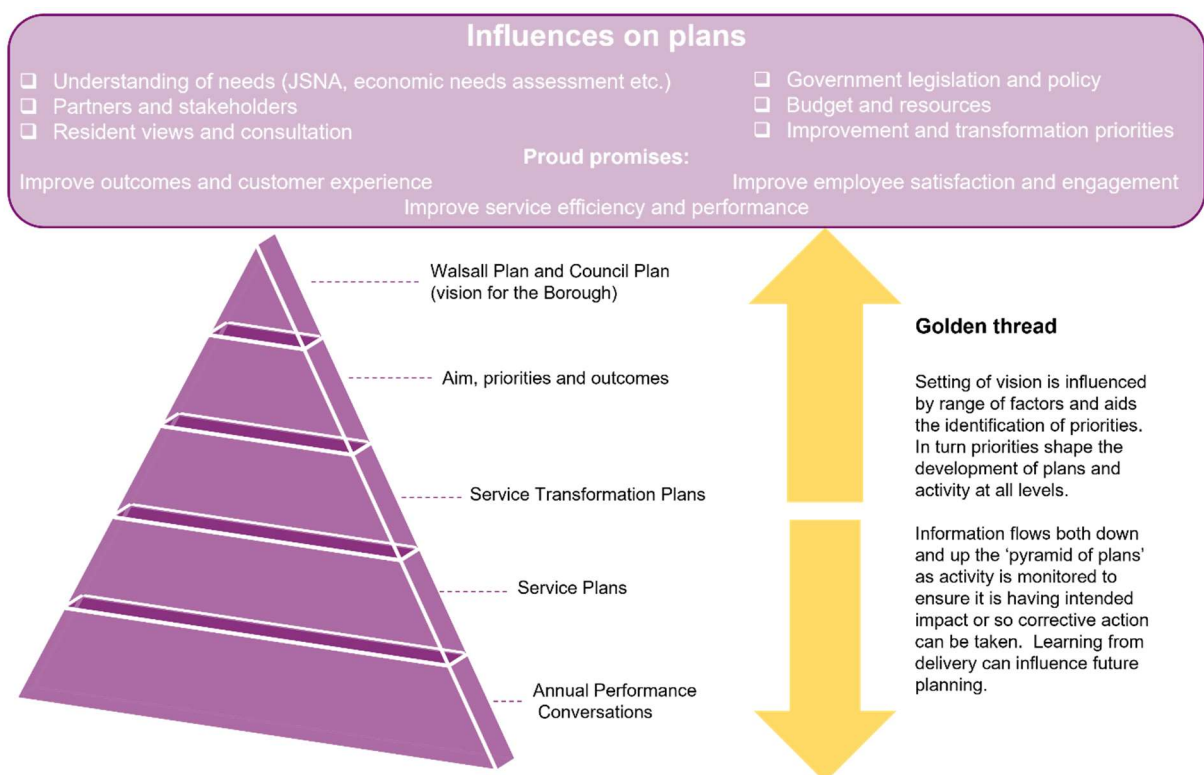 Influences on plans
❑ Understanding of needs (JSNA, economic needs assessment etc.)
❑ Partners and stakeholders
❑ Resident views and consultation
❑ Government legislation and policy
❑ Budget and resources
❑ Improvement and transformation priorities
Proud promises:
Improve outcomes and customer experience
Improve employee satisfaction and engagement
Improve service efficiency and performance
Walsall Plan and Council Plan
(vision for the Borough)
Aim, priorities and outcomes
Service Transformation Plans
Service Plans
Annual Performance
Conversations
Golden thread
Setting of vision is influenced
by range of factors and aids
the identification of priorities.
In turn priorities shape the
development of plans and
activity at all levels.
Information flows both down
and up the ‘pyramid of plans’
as activity is monitored to
ensure it is having intended
impact or so corrective action
can be taken.  Learning from
delivery can influence future
planning.